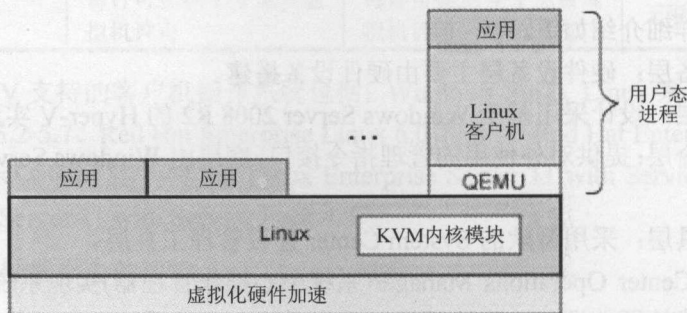 应用
Linux
客户机
QEMU
用户态
进程
...
应用
应用
Linux
KVM内核模块
虚拟化硬件加速